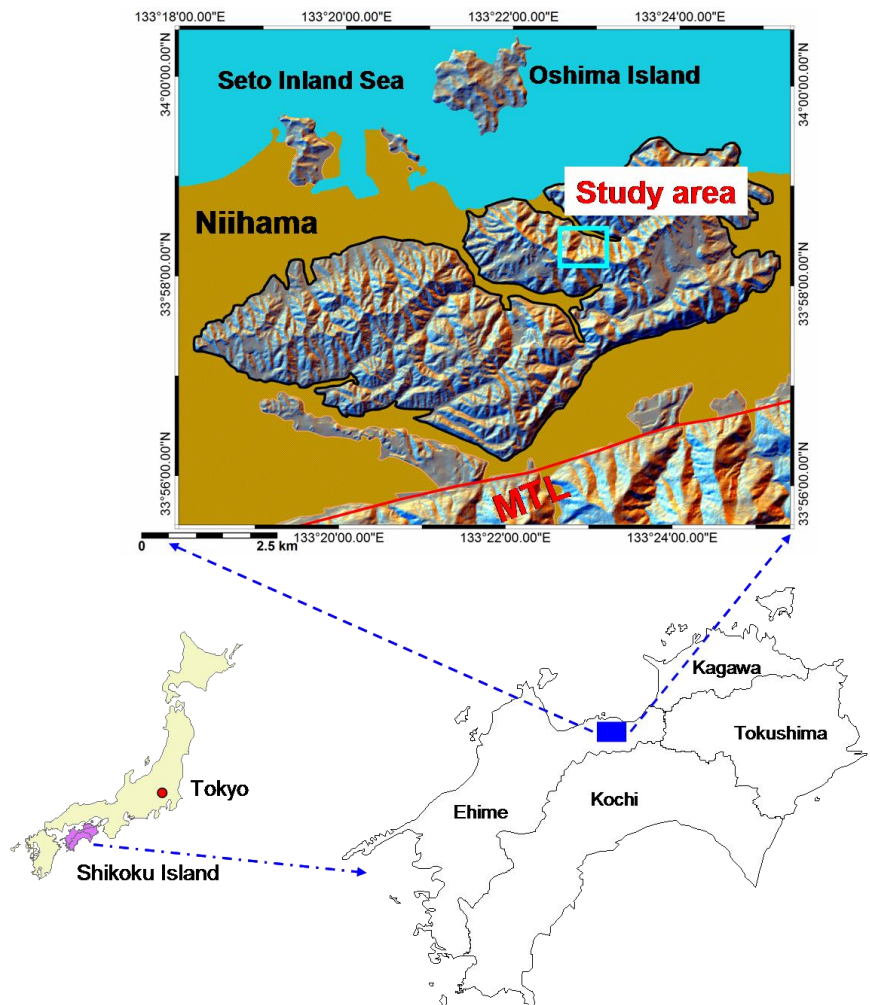 133°18'00.00"E 133°20'00.00"E 133°22'00.00"E 133°24'00.00"E
34°00'00.00"N
33°58'00.00"N
33°56'00.00"N
Seto Inland Sea
Oshima Island
Study area
Niihama
MTL
34°00'00.00"N
33°58'00.00"N
33°56'00.00"N
133°20'00.00"E 133°22'00.00"E 133°24'00.00"E
0 2.5 km
Kagawa
Tokushima
Tokyo
Ehime
Kochi
Shikoku Island